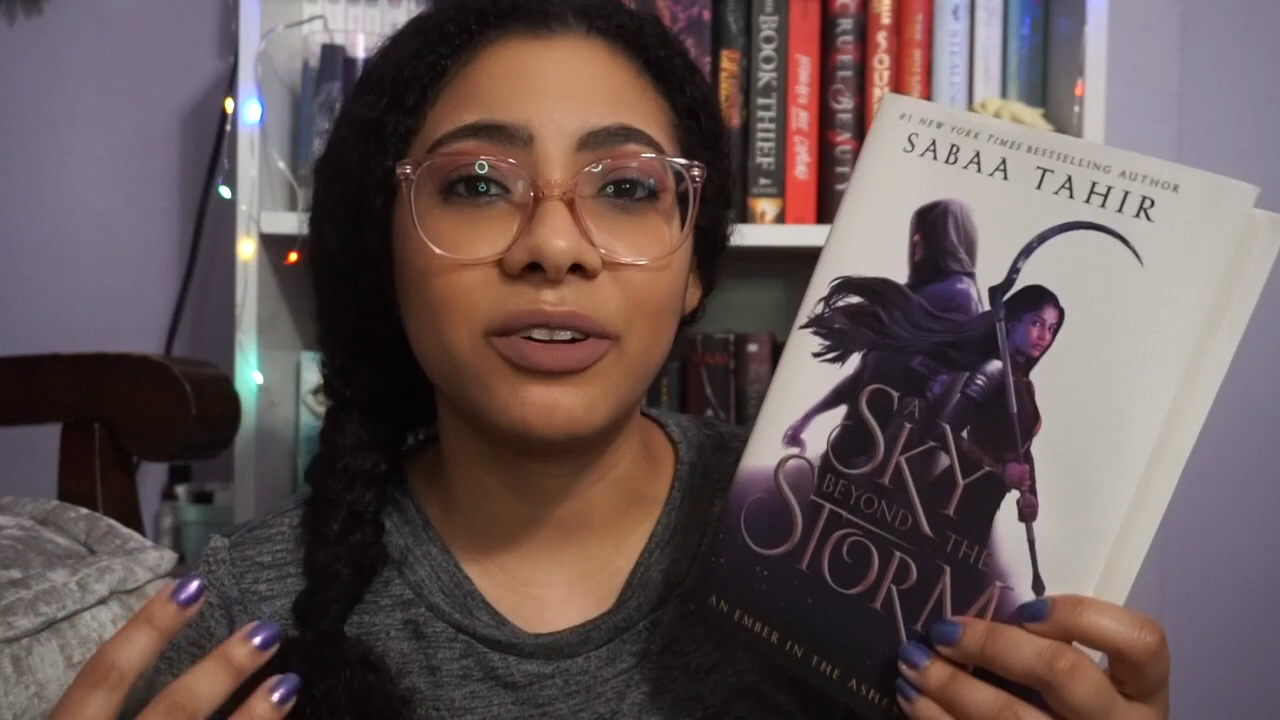 THE BOOK THIEF
CRUEL BEAUTY
#1 NEW YORK TIMES BESTSELLING AUTHOR
SABAA TAHIR
A
SKY
BEYOND
THE
STORM
AN EMBER IN THE ASHES